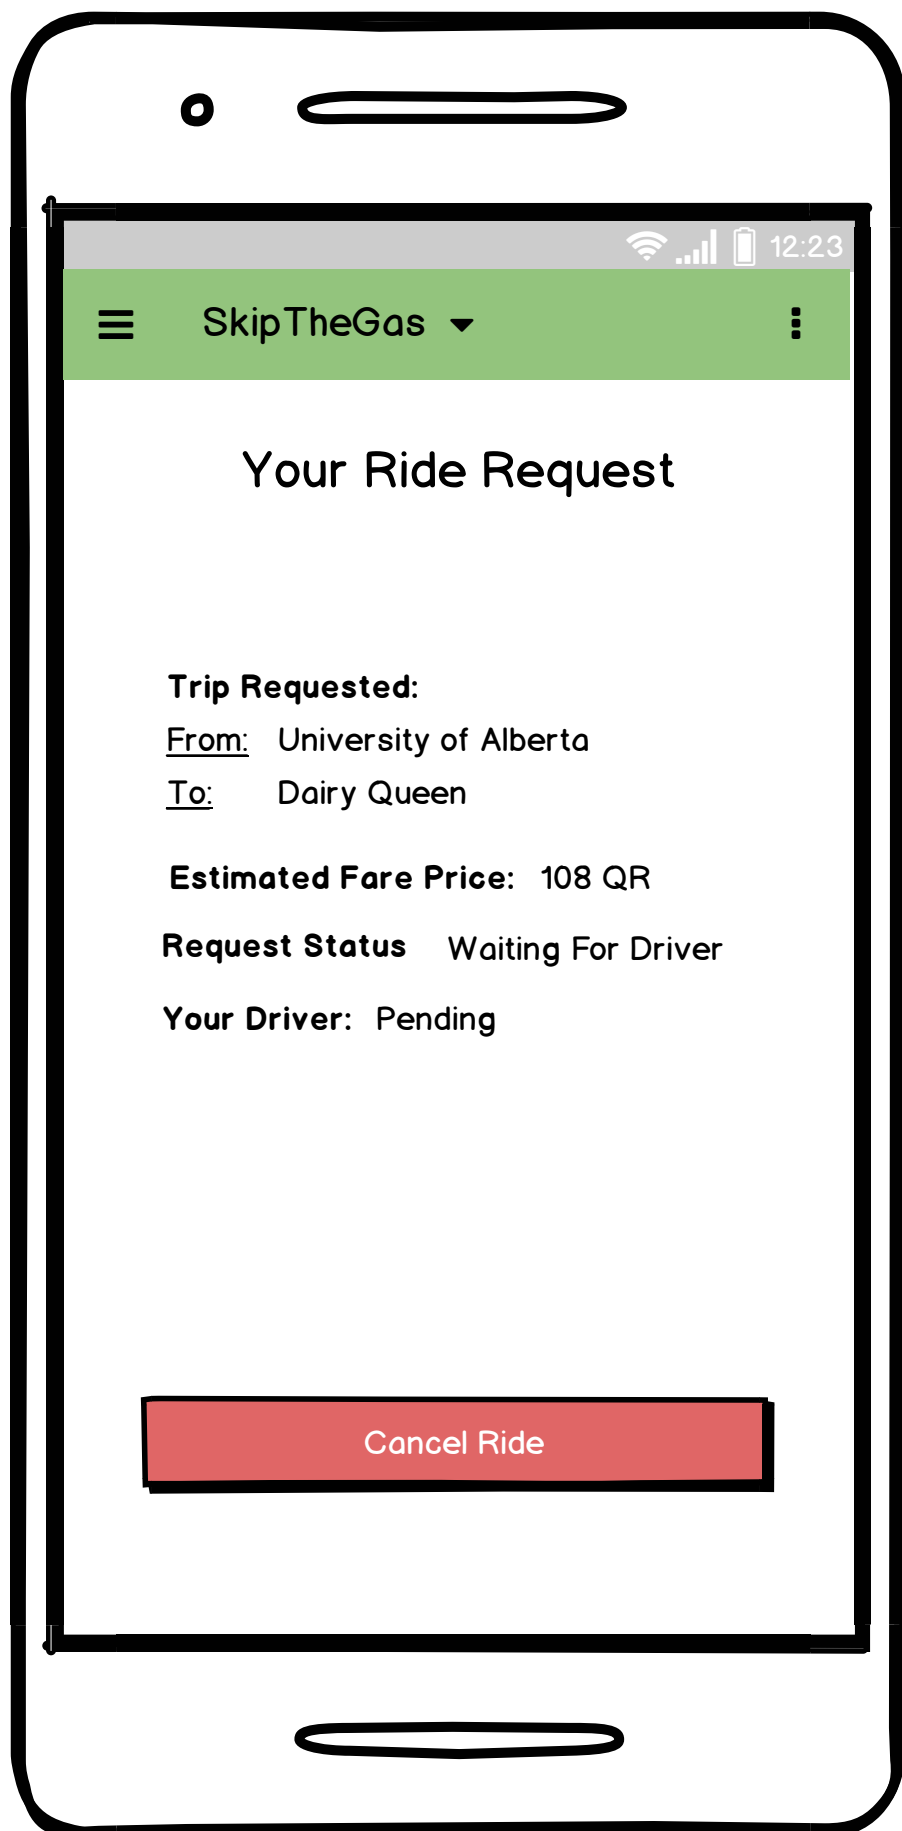 12:23
SkipTheGas
Your Ride Request
Trip Requested:
From: University of Alberta
To: Dairy Queen
Estimated Fare Price: 108 QR
Request Status Waiting For Driver
Your Driver: Pending
Cancel Ride